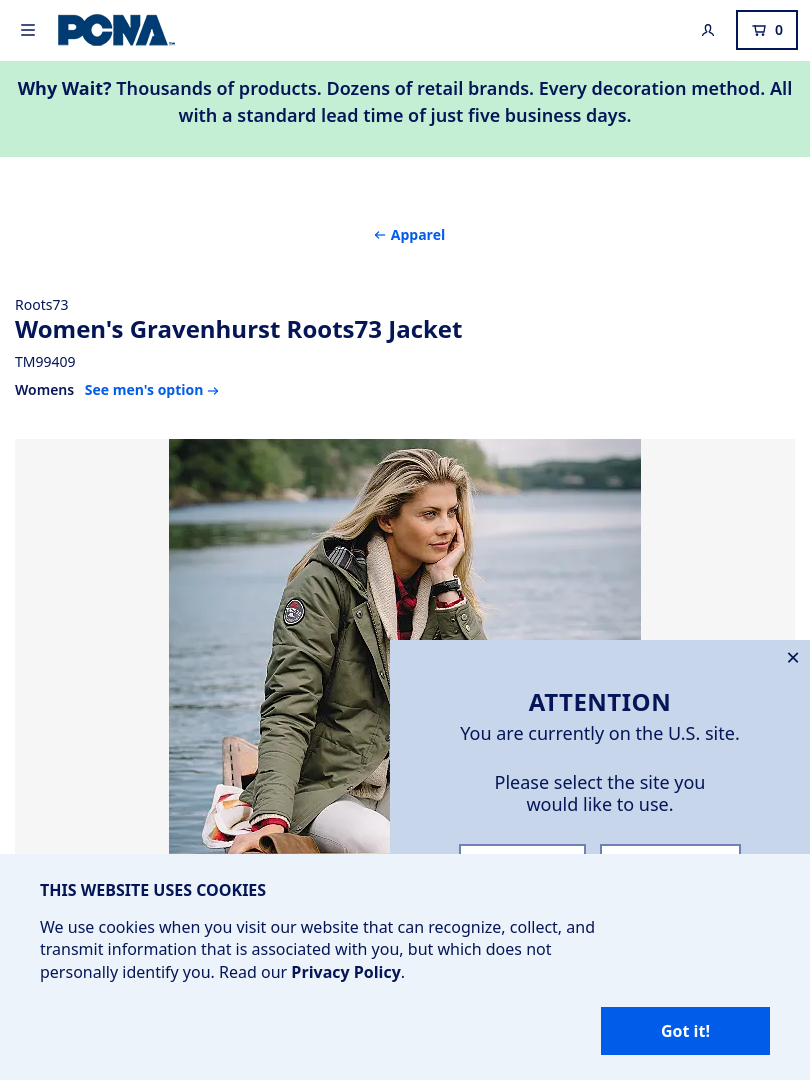 PCNA
0
Why Wait? Thousands of products. Dozens of retail brands. Every decoration method. All
with a standard lead time of just five business days.
← Apparel
Roots73
Women's Gravenhurst Roots73 Jacket
TM99409
Womens See men's option →
ATTENTION
You are currently on the U.S. site.
Please select the site you
would like to use.
THIS WEBSITE USES COOKIES
We use cookies when you visit our website that can recognize, collect, and
transmit information that is associated with you, but which does not
personally identify you. Read our Privacy Policy.
Got it!